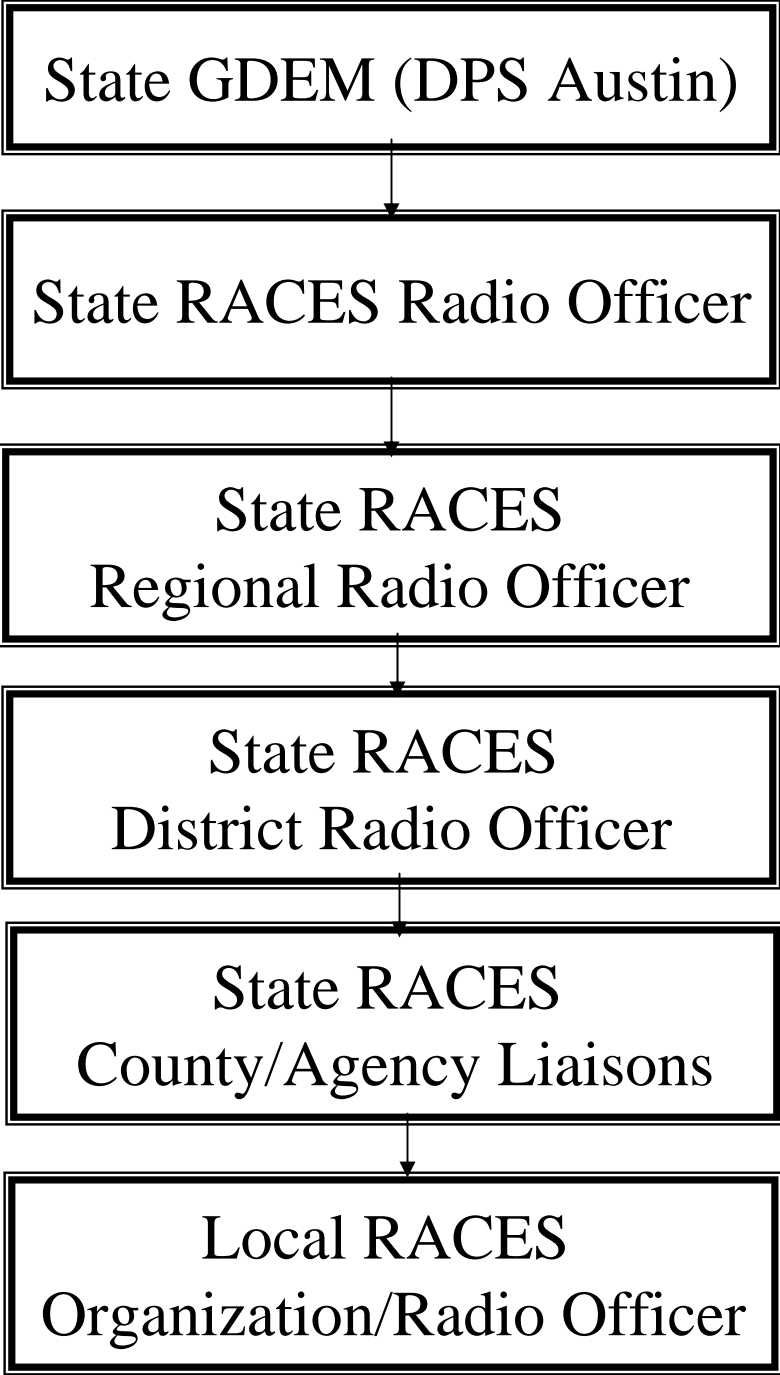 State GDEM (DPS Austin)
State RACES Radio Officer
State RACES
Regional Radio Officer
State RACES
District Radio Officer
State RACES
County/Agency Liaisons
Local RACES
Organization/Radio Officer